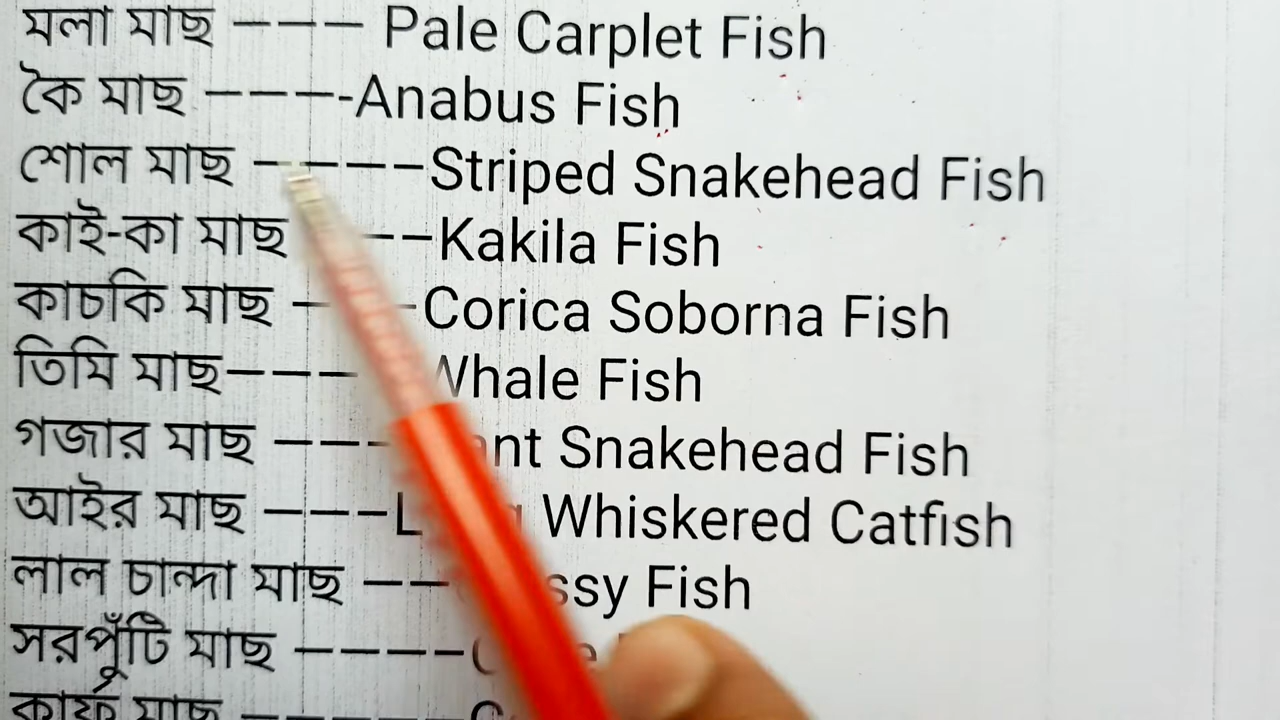 মলা মাছ ——— Pale Carplet Fish
কৈ মাছ ———-Anabus Fish
শোল মাছ ————Striped Snakehead Fish
কাই-কা মাছ ——Kakila Fish
কাচকি মাছ —-Corica Soborna Fish
তিমি মাছ——— Whale Fish
গজার মাছ ——— Snakehead Fish
আইর মাছ ——— Whiskered Catfish
লাল চান্দা মাছ —— Fish
সরপুঁটি মাছ ————
মাছ